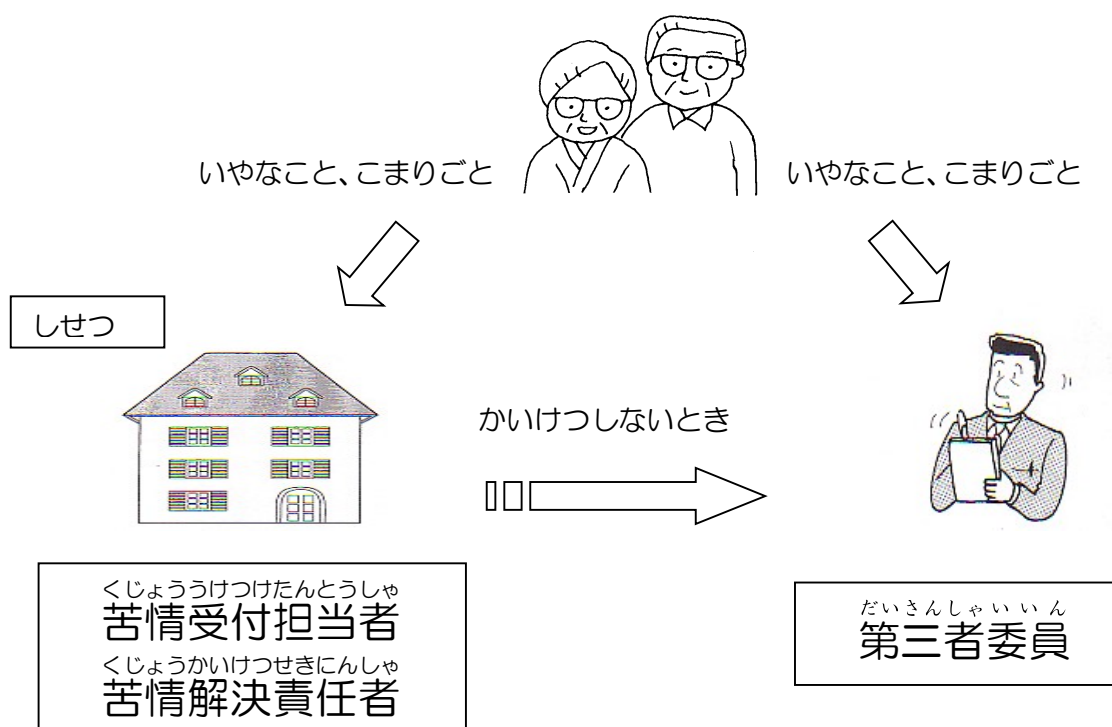 いやなこと、こまりごと
いやなこと、こまりごと
しせつ
かいけつしないとき
くじょううけつけたんとうしゃ
苦情受付担当者
くじょうかいけつせきにんしゃ
苦情解決責任者
だいさんしゃいいん
第三者委員